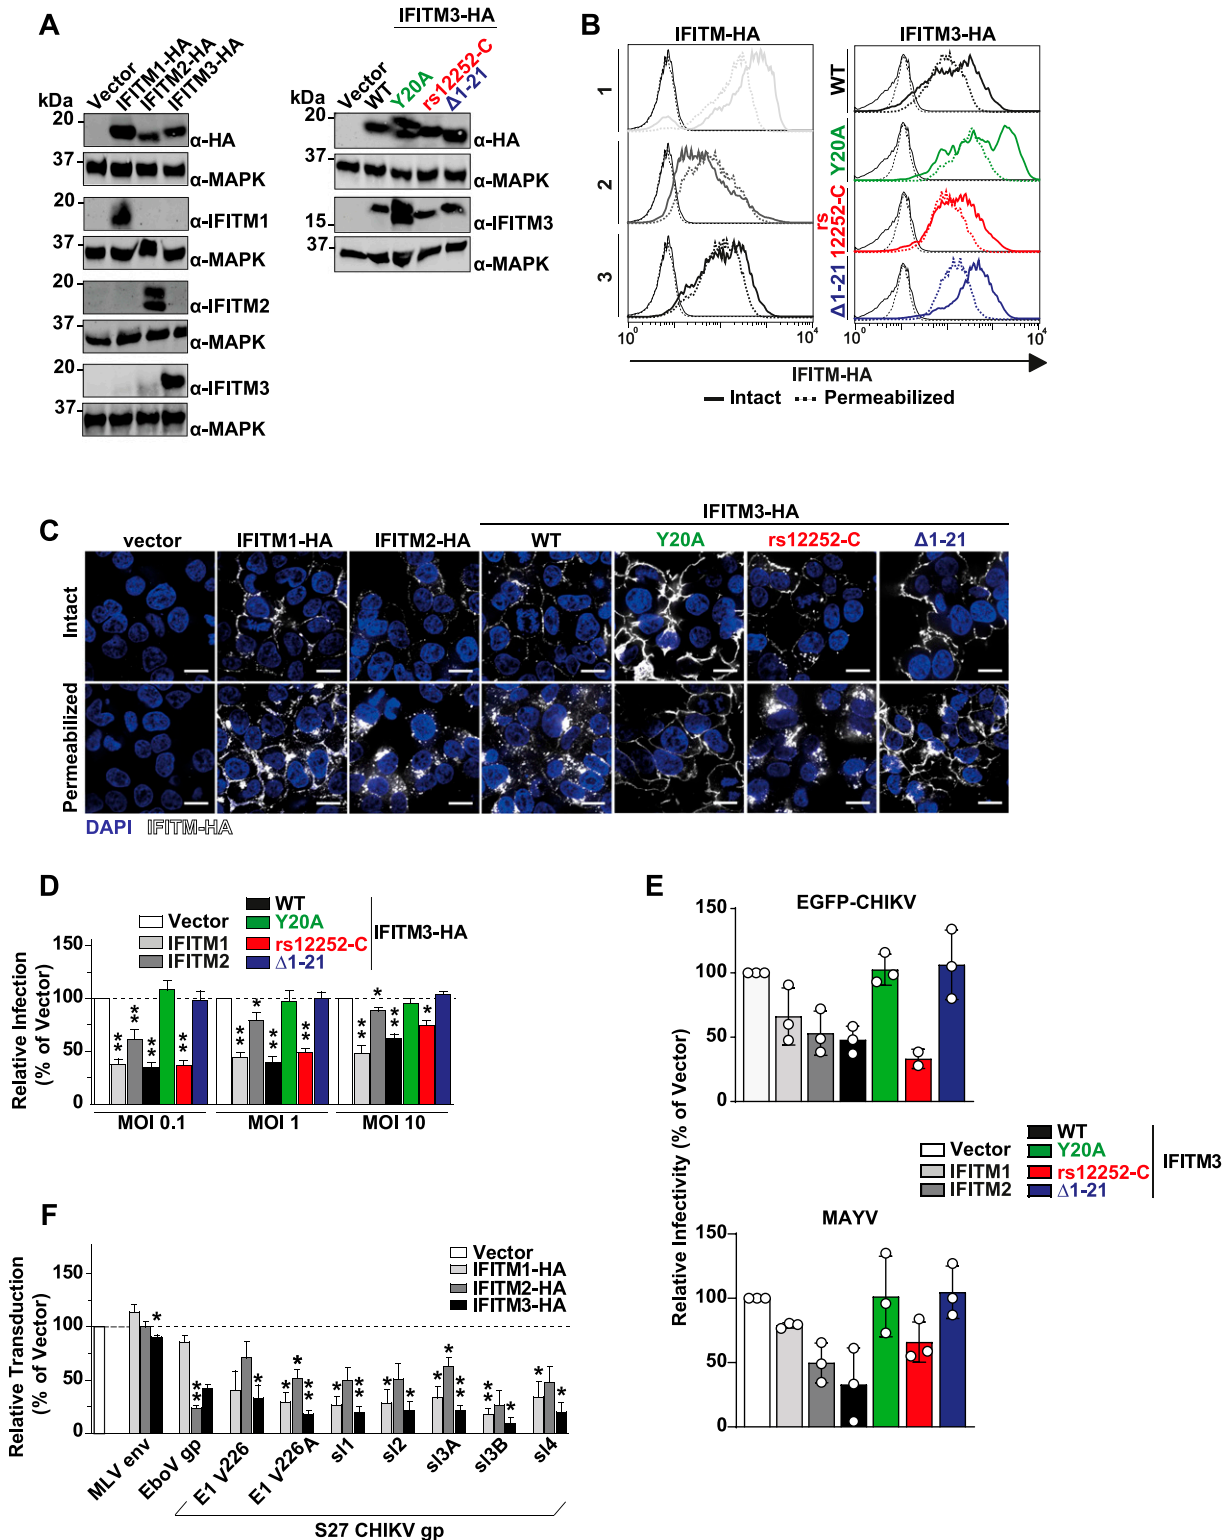 A
Vector
IFITM1-HA
IFITM2-HA
IFITM3-HA
kDa
20
α-HA
37
α-MAPK
α-IFITM1
37
α-MAPK
20
α-IFITM2
37
α-MAPK
20
α-IFITM3
37
α-MAPK
IFITM3-HA
Vector
WT
Y20A
rs12252-C
Δ1-21
kDa
20
α-HA
37
α-MAPK
15
α-IFITM3
37
α-MAPK
B
IFITM-HA
IFITM3-HA
1
2
3
WT
Y20A
rs
12252-C
Δ1-21
10⁰
10⁴
10⁰
10⁴
IFITM-HA
Intact
Permeabilized
C
IFITM3-HA
vector
IFITM1-HA
IFITM2-HA
WT
Y20A
rs12252-C
Δ1-21
Intact
Permeabilized
DAPI
IFITM-HA
D
Vector
IFITM1
IFITM2
WT
Y20A
rs12252-C
Δ1-21
IFITM3-HA
Relative Infection
(% of Vector)
150
100
50
0
** ** ** **
** * ** **
** * ** *
MOI 0.1
MOI 1
MOI 10
E
EGFP-CHIKV
150
100
50
0
Relative Infectivity (% of Vector)
Vector
IFITM1
IFITM2
WT
Y20A
rs12252-C
Δ1-21
IFITM3
MAYV
150
100
50
0
F
Vector
IFITM1-HA
IFITM2-HA
IFITM3-HA
Relative Transduction
(% of Vector)
150
100
50
0
* ** * * * ** * ** * * * * ** ** * * *
MLV env
EboV gp
E1 V²²⁶
E1 V²²⁶A
sl1
sl2
sl3A
sl3B
sl4
S27 CHIKV gp